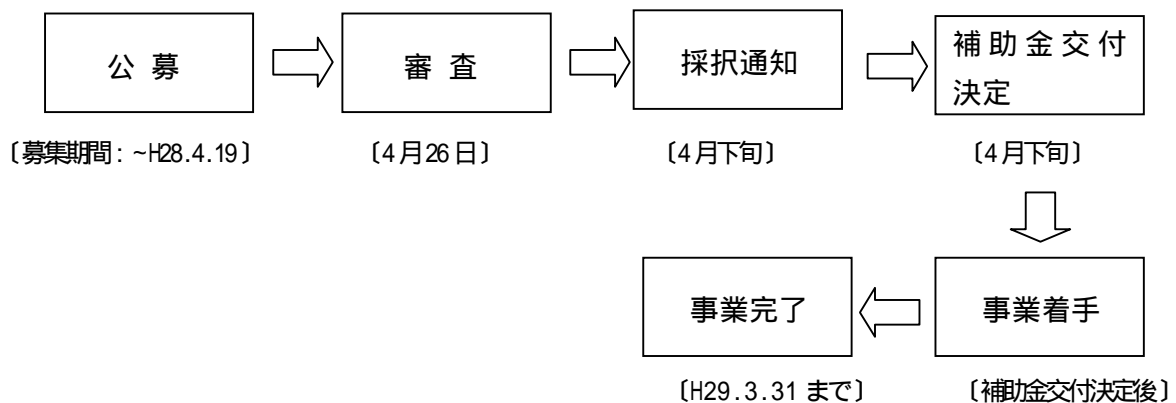 公 募
審 査
採択通知
補 助 金 交 付
決定
〔募集期間：~H28.4.19〕
〔4月26日〕
〔4月下旬〕
〔4月下旬〕
事業完了
事業着手
〔H29.3.31 まで〕
〔補助金交付決定後〕